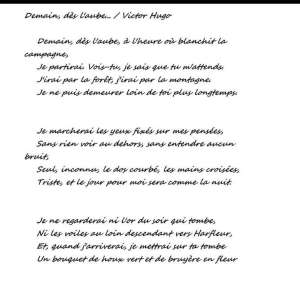 Demain, dès l'aube... / Victor Hugo
Demain, dès l'aube, à l'heure où blanchit la
campagne,
Je partirai. Vois-tu, je sais que tu m'attends.
J'irai par la forêt, j'irai par la montagne.
Je ne puis demeurer loin de toi plus longtemps.
Je marcherai les yeux fixés sur mes pensées,
Sans rien voir au dehors, sans entendre aucun
bruit,
Seul, inconnu, le dos courbé, les mains croisées,
Triste, et le jour pour moi sera comme la nuit.
Je ne regarderai ni l'or du soir qui tombe,
Ni les voiles au loin descendant vers Harfleur,
Et, quand j'arriverai, je mettrai sur ta tombe
Un bouquet de houx vert et de bruyère en fleur